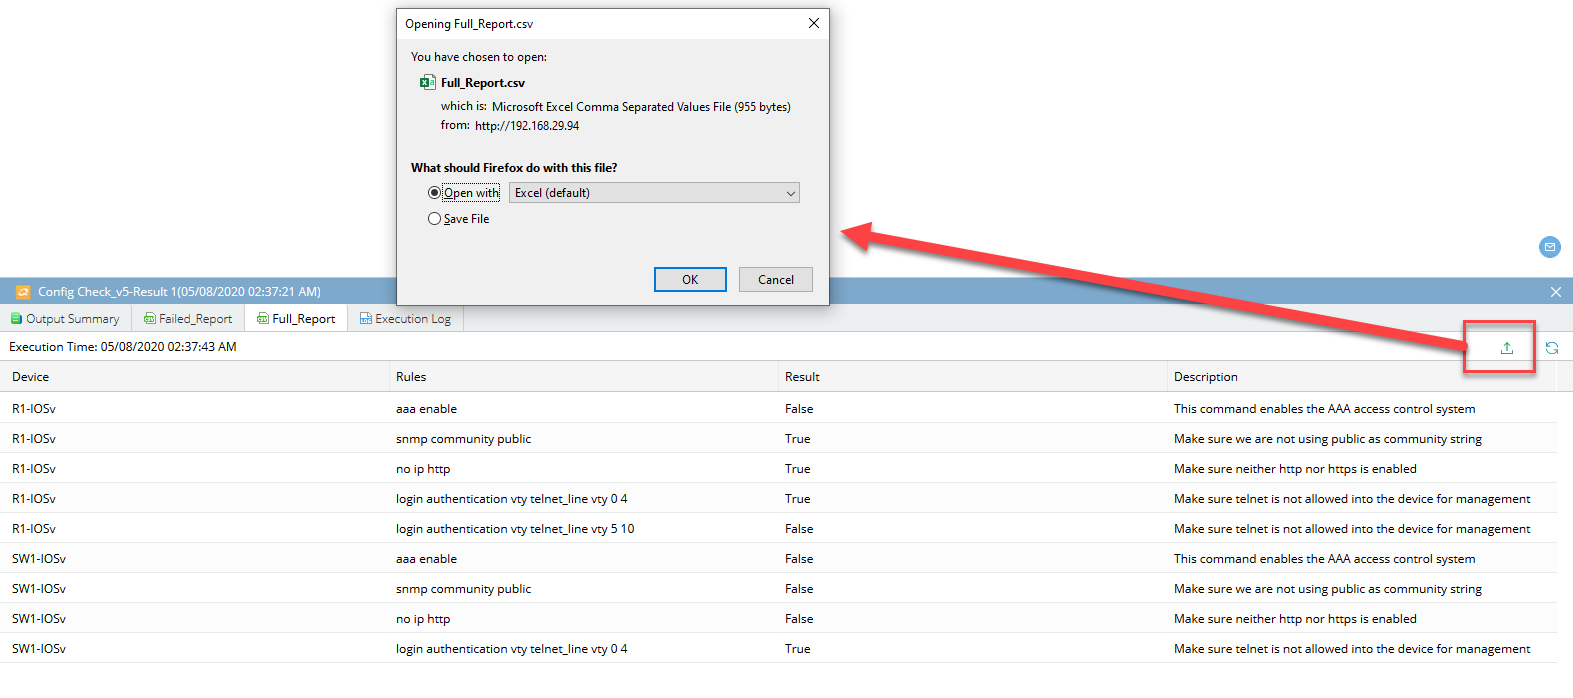 Opening Full_Report.csv
You have chosen to open:
Full_Report.csv
which is: Microsoft Excel Comma Separated Values File (955 bytes)
from: http://192.168.29.94
What should Firefox do with this file?
Open with Excel (default)
Save File
OK Cancel
Config Check_v5-Result 1(05/08/2020 02:37:21 AM)
Output Summary Failed_Report Full_Report Execution Log
Execution Time: 05/08/2020 02:37:43 AM
Device Rules Result Description
R1-IOSv aaa enable False This command enables the AAA access control system
R1-IOSv snmp community public True Make sure we are not using public as community string
R1-IOSv no ip http True Make sure neither http nor https is enabled
R1-IOSv login authentication vty telnet_line vty 0 4 True Make sure telnet is not allowed into the device for management
R1-IOSv login authentication vty telnet_line vty 5 10 False Make sure telnet is not allowed into the device for management
SW1-IOSv aaa enable False This command enables the AAA access control system
SW1-IOSv snmp community public False Make sure we are not using public as community string
SW1-IOSv no ip http False Make sure neither http nor https is enabled
SW1-IOSv login authentication vty telnet_line vty 0 4 True Make sure telnet is not allowed into the device for management